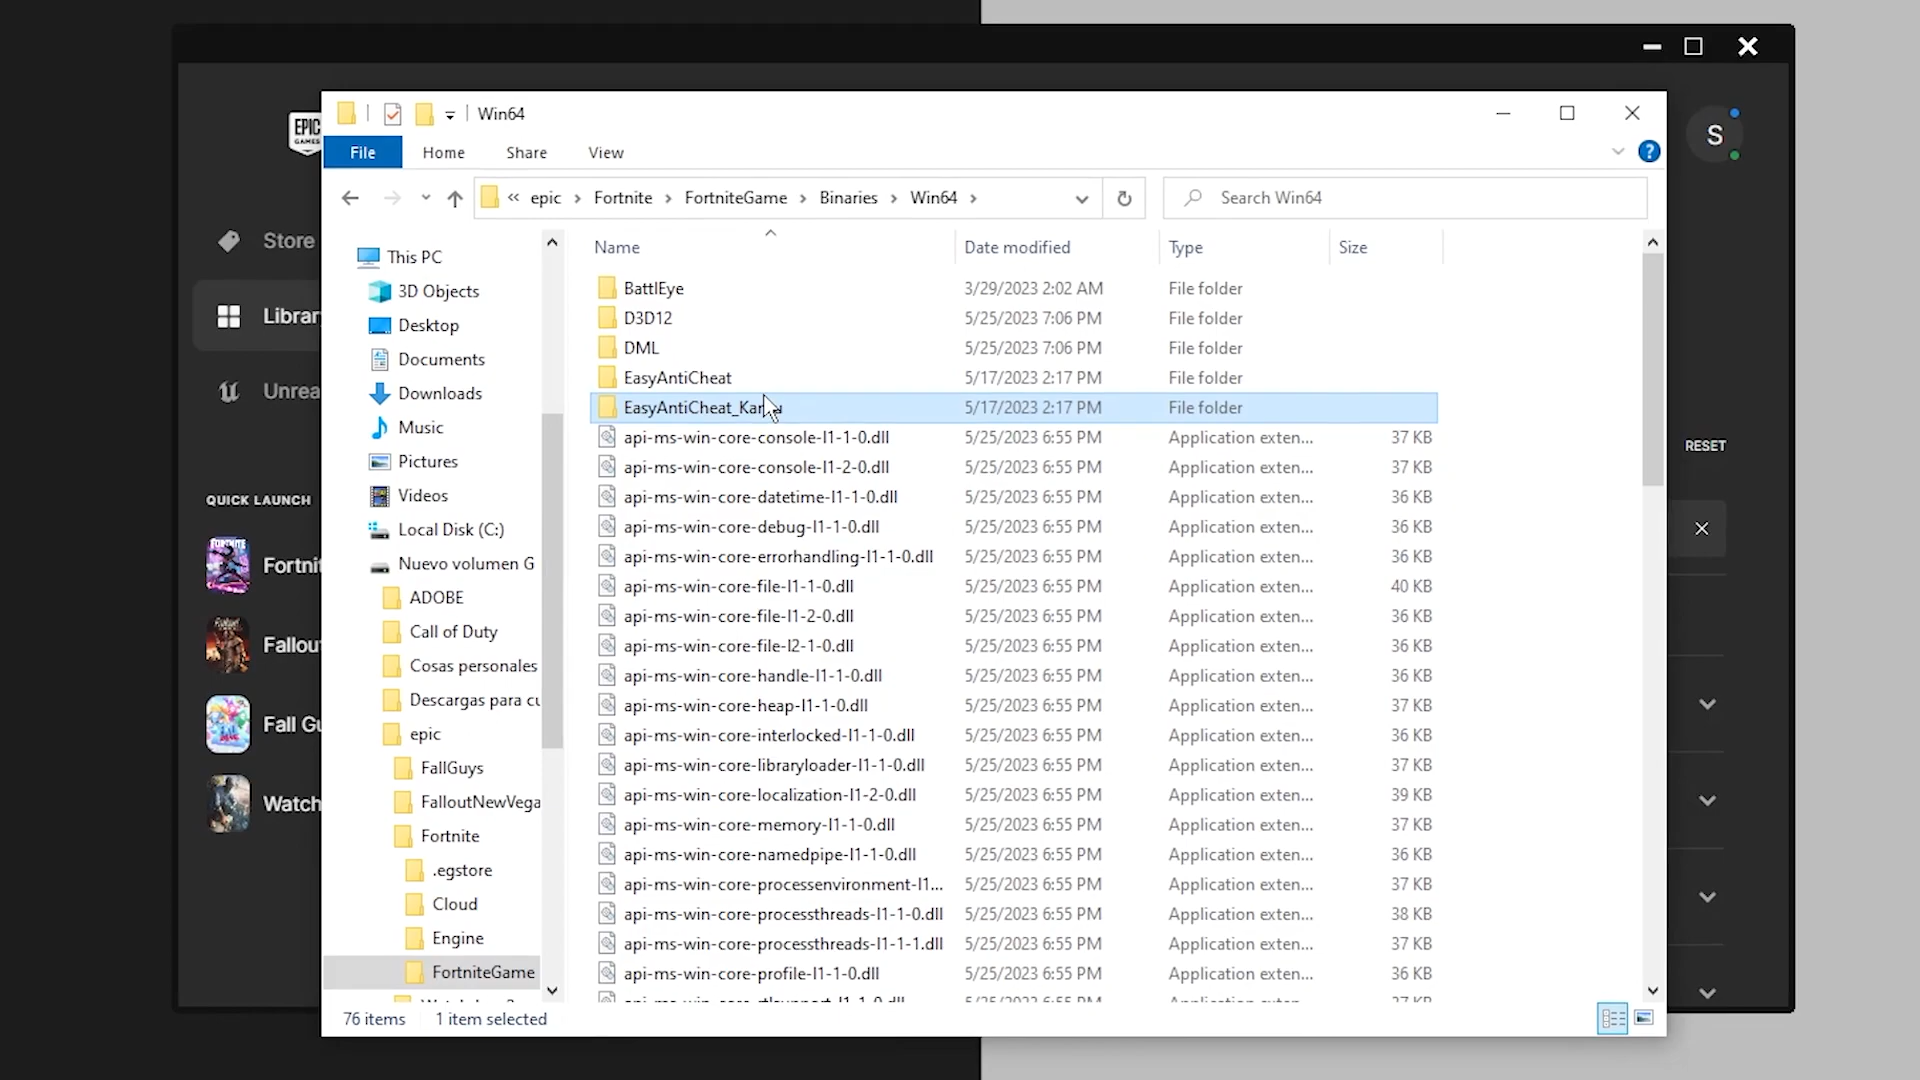 Win64
File Home Share View
« epic > Fortnite > FortniteGame > Binaries > Win64 >
Search Win64
EPIC
GAMES
S
Store
Unrea
QUICK LAUNCH
Fortnit
Fallou
Fall Gu
Watch
RESET
This PC
3D Objects
Desktop
Documents
Downloads
Music
Pictures
Videos
Local Disk (C:)
Nuevo volumen G
ADOBE
Call of Duty
Cosas personales
Descargas para cu
epic
FallGuys
FalloutNewVega
Fortnite
.egstore
Cloud
Engine
FortniteGame
Name Date modified Type Size
BattlEye 3/29/2023 2:02 AM File folder
D3D12 5/25/2023 7:06 PM File folder
DML 5/25/2023 7:06 PM File folder
EasyAntiCheat 5/17/2023 2:17 PM File folder
5/17/2023 2:17 PM File folder
api-ms-win-core-console-l1-1-0.dll 5/25/2023 6:55 PM Application exten... 37 KB
api-ms-win-core-console-l1-2-0.dll 5/25/2023 6:55 PM Application exten... 37 KB
api-ms-win-core-datetime-l1-1-0.dll 5/25/2023 6:55 PM Application exten... 36 KB
api-ms-win-core-debug-l1-1-0.dll 5/25/2023 6:55 PM Application exten... 36 KB
api-ms-win-core-errorhandling-l1-1-0.dll 5/25/2023 6:55 PM Application exten... 36 KB
api-ms-win-core-file-l1-1-0.dll 5/25/2023 6:55 PM Application exten... 40 KB
api-ms-win-core-file-l1-2-0.dll 5/25/2023 6:55 PM Application exten... 36 KB
api-ms-win-core-file-l2-1-0.dll 5/25/2023 6:55 PM Application exten... 36 KB
api-ms-win-core-handle-l1-1-0.dll 5/25/2023 6:55 PM Application exten... 36 KB
api-ms-win-core-heap-l1-1-0.dll 5/25/2023 6:55 PM Application exten... 37 KB
api-ms-win-core-interlocked-l1-1-0.dll 5/25/2023 6:55 PM Application exten... 36 KB
api-ms-win-core-libraryloader-l1-1-0.dll 5/25/2023 6:55 PM Application exten... 37 KB
api-ms-win-core-localization-l1-2-0.dll 5/25/2023 6:55 PM Application exten... 39 KB
api-ms-win-core-memory-l1-1-0.dll 5/25/2023 6:55 PM Application exten... 37 KB
api-ms-win-core-namedpipe-l1-1-0.dll 5/25/2023 6:55 PM Application exten... 36 KB
api-ms-win-core-processenvironment-l1... 5/25/2023 6:55 PM Application exten... 37 KB
api-ms-win-core-processthreads-l1-1-0.dll 5/25/2023 6:55 PM Application exten... 38 KB
api-ms-win-core-processthreads-l1-1-1.dll 5/25/2023 6:55 PM Application exten... 37 KB
api-ms-win-core-profile-l1-1-0.dll 5/25/2023 6:55 PM Application exten... 36 KB
76 items 1 item selected